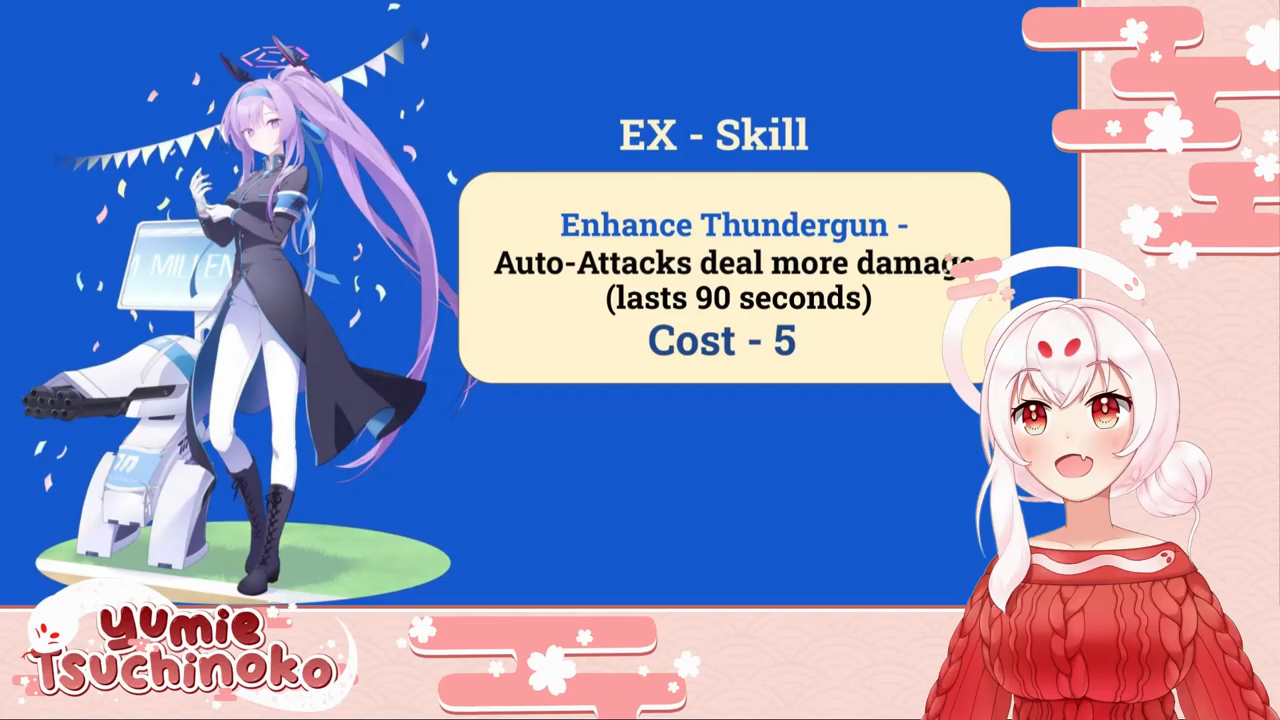 EX - Skill
Enhance Thundergun -
Auto-Attacks deal more damage
(lasts 90 seconds)
Cost - 5
Yumie
Tsuchinoko